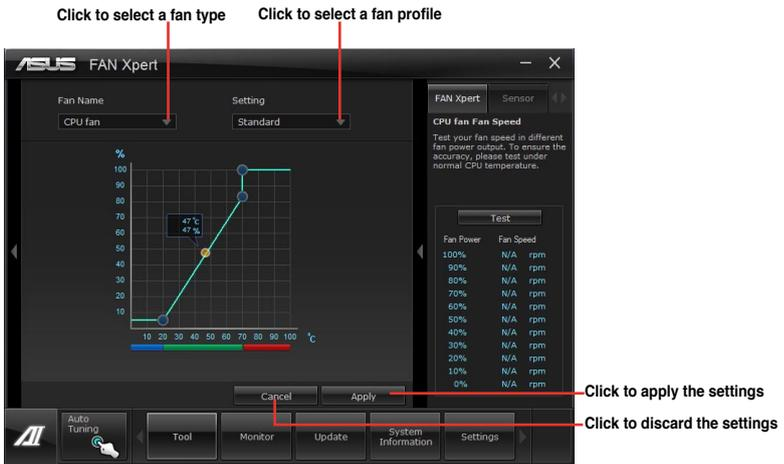 Click to select a fan type
Click to select a fan profile
ASUS FAN Xpert
Fan Name
Setting
CPU fan
Standard
%
100
90
80
70
60
50
40
30
20
10
47 °C
47 %
10 20 30 40 50 60 70 80 90 100 °C
Cancel
Apply
FAN Xpert
Sensor
CPU fan Fan Speed
Test your fan speed in different
fan power output. To ensure the
accuracy, please test under
normal CPU temperature.
Test
Fan Power Fan Speed
100% N/A rpm
90% N/A rpm
80% N/A rpm
70% N/A rpm
60% N/A rpm
50% N/A rpm
40% N/A rpm
30% N/A rpm
20% N/A rpm
10% N/A rpm
0% N/A rpm
Click to apply the settings
Click to discard the settings
AI
Auto
Tuning
Tool
Monitor
Update
System
Information
Settings